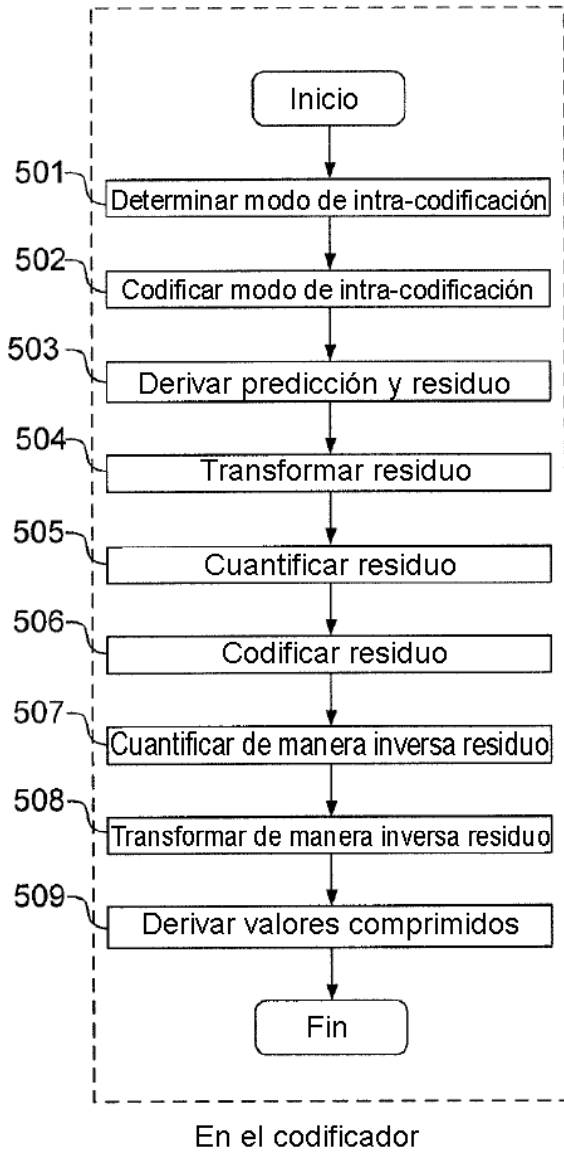 Inicio
501
Determinar modo de intra-codificación
502
Codificar modo de intra-codificación
503
Derivar predicción y residuo
504
Transformar residuo
505
Cuantificar residuo
506
Codificar residuo
507
Cuantificar de manera inversa residuo
508
Transformar de manera inversa residuo
509
Derivar valores comprimidos
Fin
En el codificador